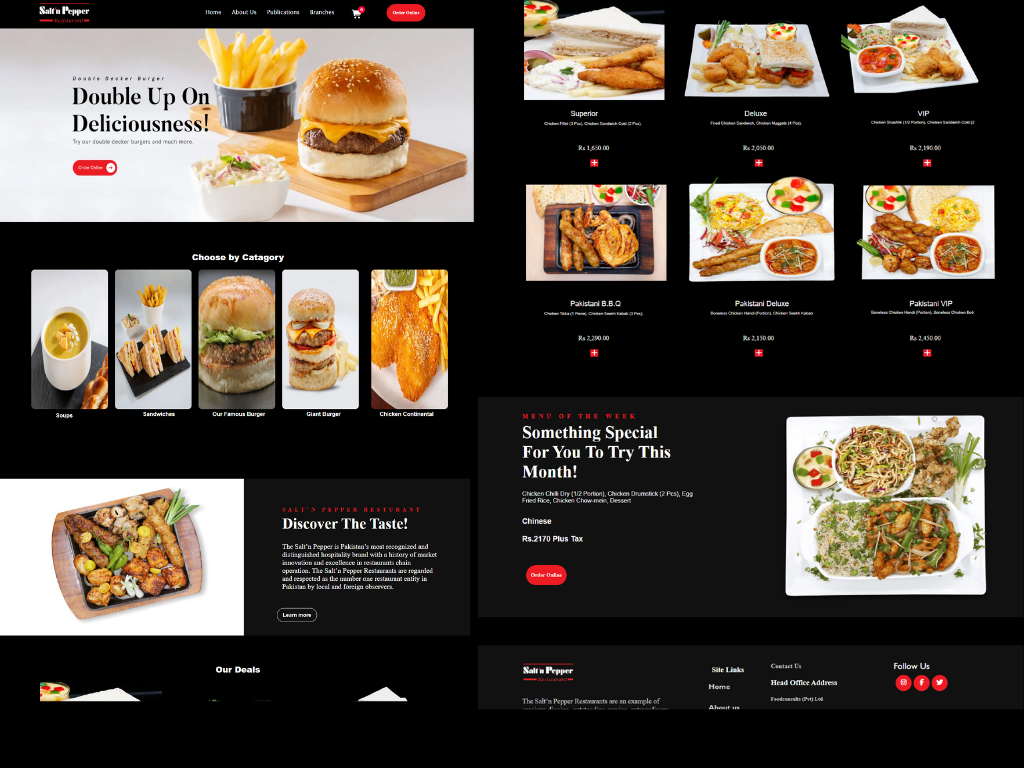 Salt'n Pepper
Restaurant
Home
About Us
Publications
Branches
0
Order Online
Double Decker Burger
Double Up On
Deliciousness!
Try our double decker burgers and much more.
Order Online
Choose by Catagory
Soups
Sandwiches
Our Famous Burger
Giant Burger
Chicken Continental
SALT'N PEPPER RESTURANT
Discover The Taste!
The Salt'n Pepper is Pakistan's most recognized and
distinguished hospitality brand with a history of market
innovation and excellence in restaurants chain
operation. The Salt'n Pepper Restaurants are regarded
and respected as the number one restaurant entity in
Pakistan by local and foreign observers.
Learn more
Our Deals
Superior
Chicken Fillet (3 Pcs), Chicken Sandwich Cold (2 Pcs),
Rs 1,650.00
Deluxe
Fried Chicken Sandwich, Chicken Nuggets (4 Pcs),
Rs 2,050.00
VIP
Chicken Shashlik (1/2 Portion), Chicken Sandwich Cold (2
Rs 2,190.00
Pakistani B.B.Q
Chicken Tikka (1 Piece), Chicken Seekh Kabab (3 Pcs),
Rs 2,290.00
Pakistani Deluxe
Boneless Chicken Handi (Portion), Chicken Seekh Kabab
Rs 2,150.00
Pakistani VIP
Boneless Chicken Handi (Portion), Boneless Chicken Boti
Rs 2,450.00
MENU OF THE WEEK
Something Special
For You To Try This
Month!
Chicken Chilli Dry (1/2 Portion), Chicken Drumstick (2 Pcs), Egg
Fried Rice, Chicken Chow-mein, Dessert
Chinese
Rs.2170 Plus Tax
Order Online
Salt'n Pepper
Restaurant
The Salt'n Pepper Restaurants are an example of
Site Links
Home
About us
Contact Us
Head Office Address
Foodconsults (Pvt) Ltd
Follow Us